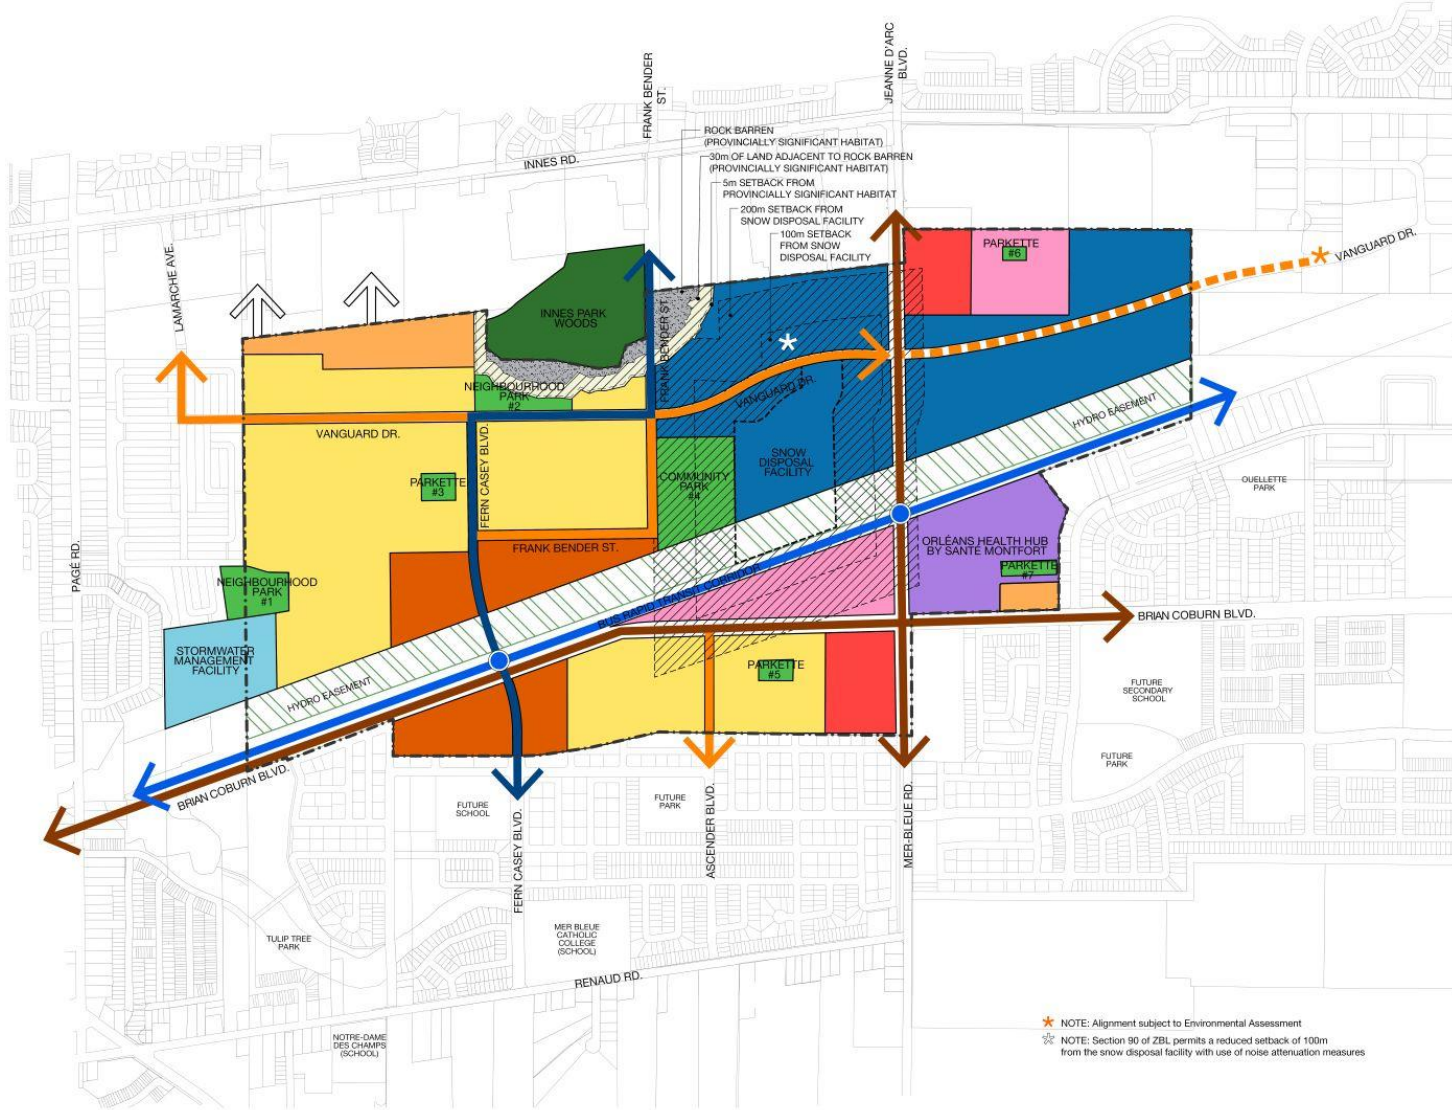 FRANK BENDER
ST.
JEANNE D'ARC
BLVD.
INNES RD.
ROCK BARREN
(PROVINCIALLY SIGNIFICANT HABITAT)
30m OF LAND ADJACENT TO ROCK BARREN
(PROVINCIALLY SIGNIFICANT HABITAT)
5m SETBACK FROM
PROVINCIALLY SIGNIFICANT HABITAT
200m SETBACK FROM
SNOW DISPOSAL FACILITY
100m SETBACK
FROM SNOW
DISPOSAL FACILITY
LAMARCHE AVE.
PARKETTE
#6
VANGUARD DR.
INNES PARK
WOODS
FRANK BENDER ST.
NEIGHBOURHOOD
PARK
#2
VANGUARD DR.
VANGUARD DR.
HYDRO EASEMENT
FERN CASEY BLVD.
PARKETTE
#3
COMMUNITY
PARK
#4
SNOW
DISPOSAL
FACILITY
OUELLETTE
PARK
FRANK BENDER ST.
ORLÉANS HEALTH HUB
BY SANTÉ MONTFORT
PARKETTE
#7
PAGÉ RD.
NEIGHBOURHOOD
PARK
#1
BUS RAPID TRANSIT CORRIDOR
BRIAN COBURN BLVD.
STORMWATER
MANAGEMENT
FACILITY
HYDRO EASEMENT
PARKETTE
#5
FUTURE
SECONDARY
SCHOOL
BRIAN COBURN BLVD.
FUTURE
PARK
FUTURE
SCHOOL
FUTURE
PARK
FERN CASEY BLVD.
ASCENDER BLVD.
MER-BLEUE RD.
TULIP TREE
PARK
MER BLEUE
CATHOLIC
COLLEGE
(SCHOOL)
RENAUD RD.
NOTRE-DAME
DES CHAMPS
(SCHOOL)
* NOTE: Alignment subject to Environmental Assessment
* NOTE: Section 90 of ZBL permits a reduced setback of 100m
from the snow disposal facility with use of noise attenuation measures